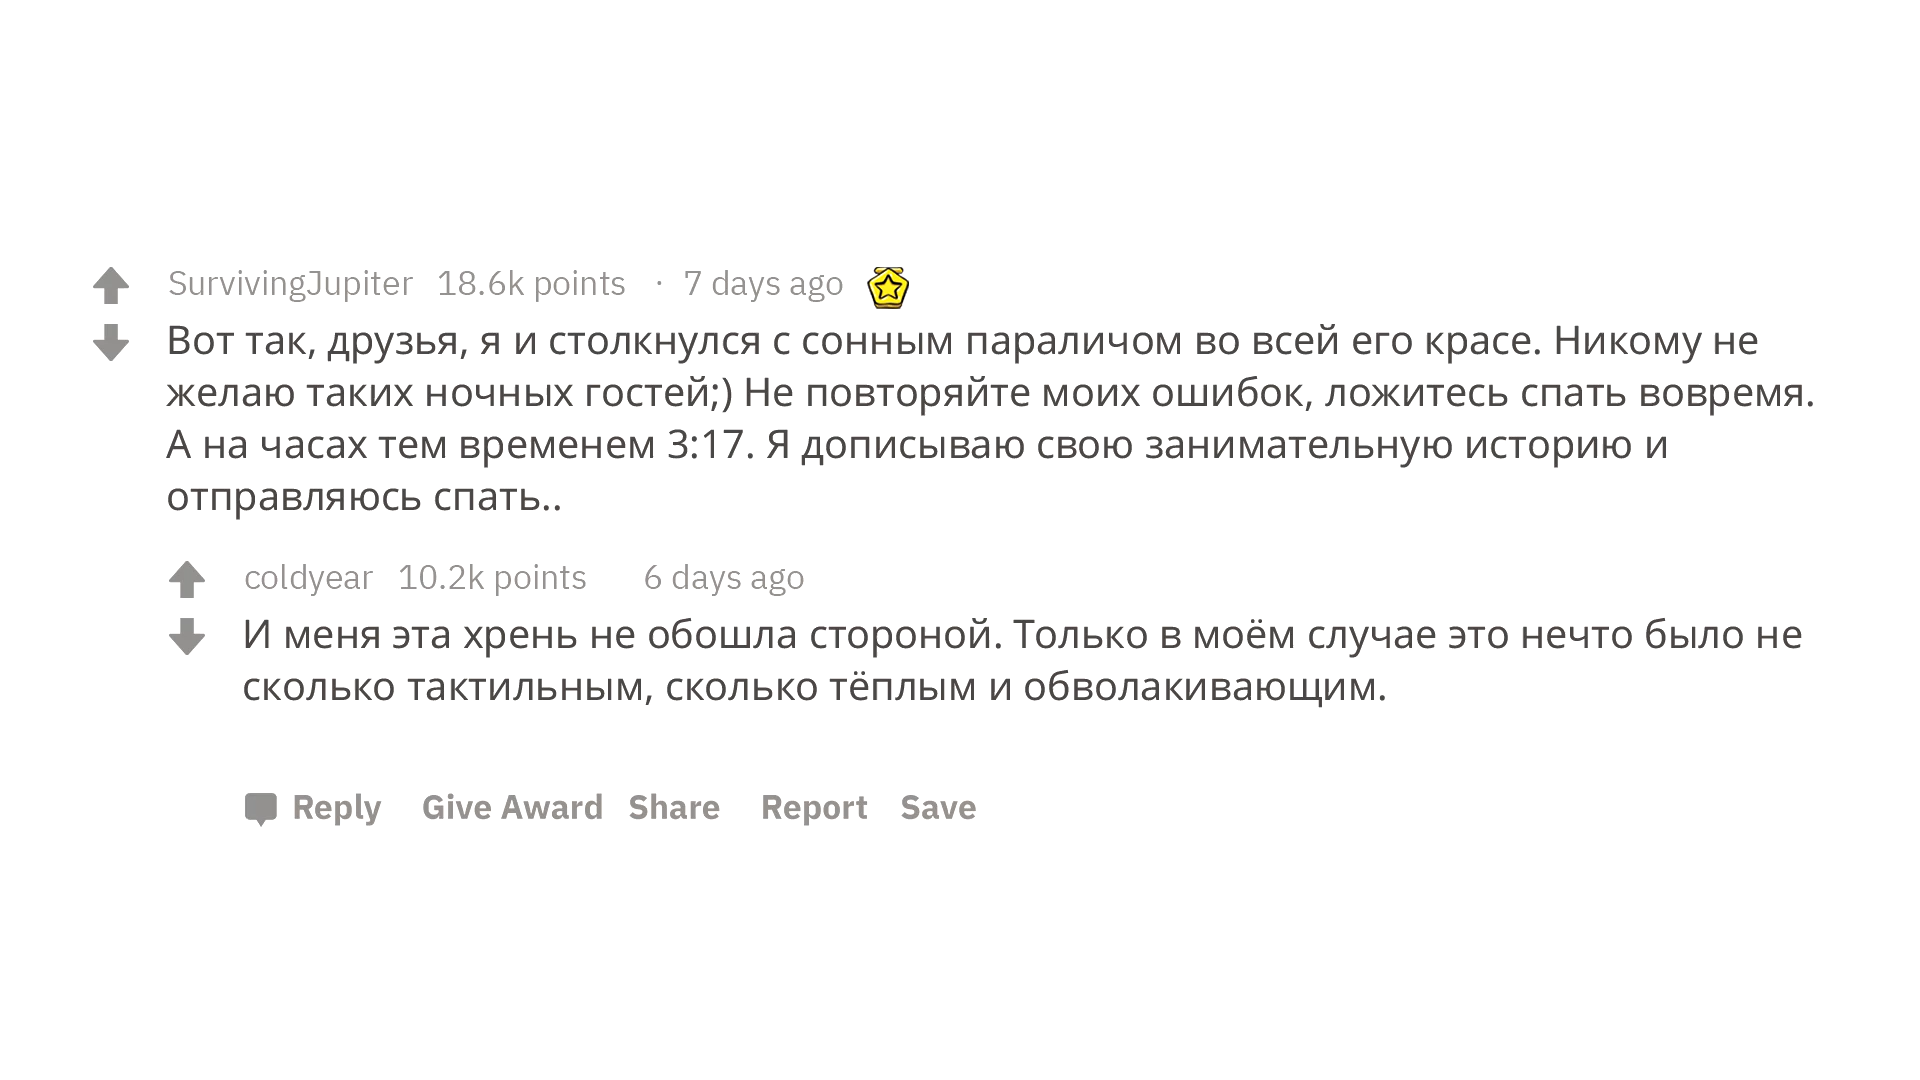 SurvivingJupiter 18.6k points · 7 days ago
Вот так, друзья, я и столкнулся с сонным параличом во всей его красе. Никому не
желаю таких ночных гостей;) Не повторяйте моих ошибок, ложитесь спать вовремя.
А на часах тем временем 3:17. Я дописываю свою занимательную историю и
отправляюсь спать..
coldyear 10.2k points 6 days ago
И меня эта хрень не обошла стороной. Только в моём случае это нечто было не
сколько тактильным, сколько тёплым и обволакивающим.
Reply Give Award Share Report Save